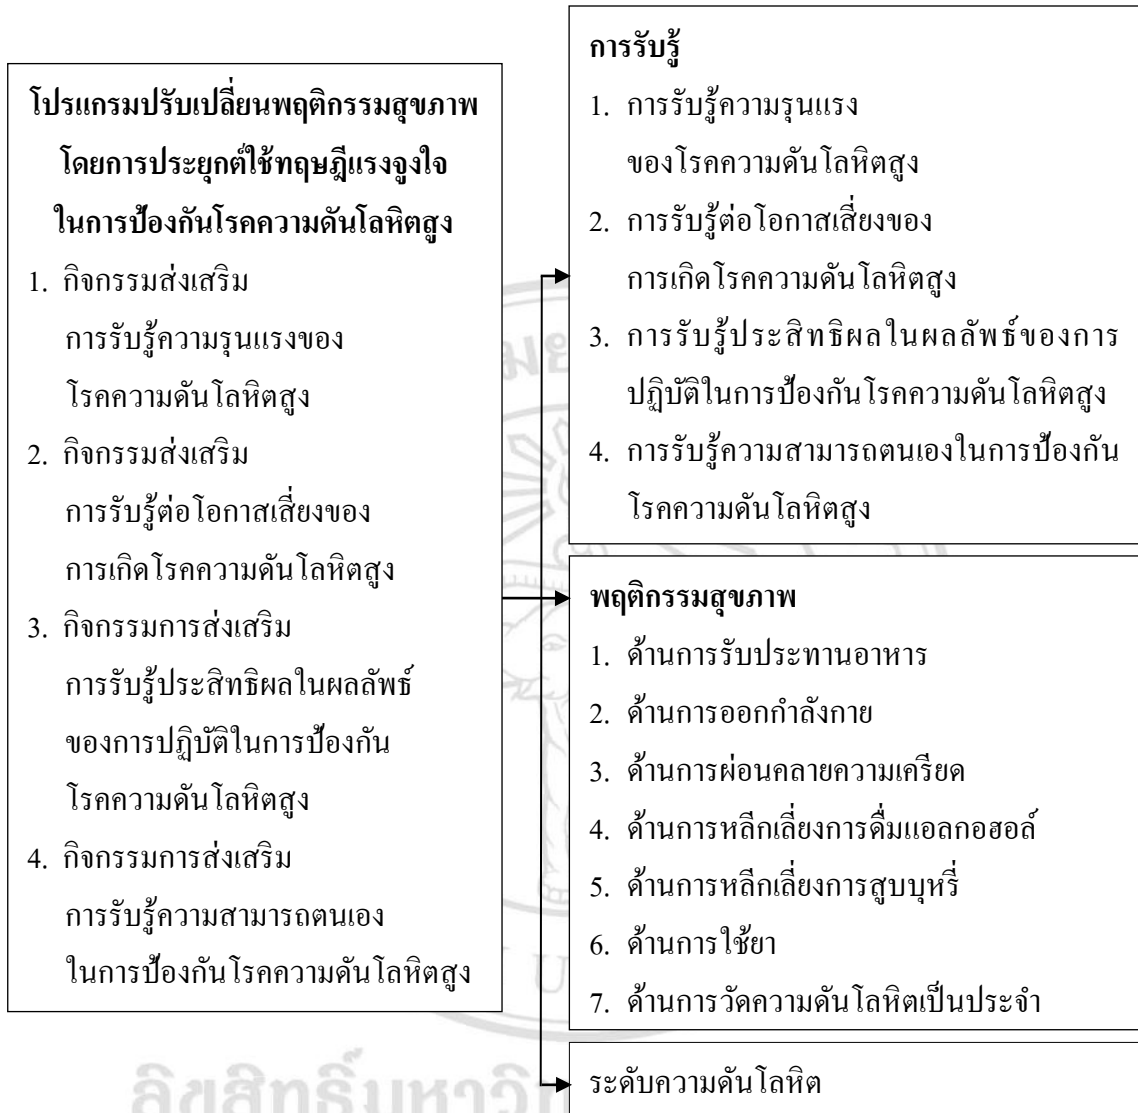 โปรแกรมปรับเปลี่ยนพฤติกรรมสุขภาพ
โดยการประยุกต์ใช้ทฤษฎีแรงจูงใจ
ในการป้องกันโรคความดันโลหิตสูง
1. กิจกรรมส่งเสริม
การรับรู้ความรุนแรงของ
โรคความดันโลหิตสูง
2. กิจกรรมส่งเสริม
การรับรู้ต่อโอกาสเสี่ยงของ
การเกิดโรคความดันโลหิตสูง
3. กิจกรรมการส่งเสริม
การรับรู้ประสิทธิผลในผลลัพธ์
ของการปฏิบัติในการป้องกัน
โรคความดันโลหิตสูง
4. กิจกรรมการส่งเสริม
การรับรู้ความสามารถตนเอง
ในการป้องกันโรคความดันโลหิตสูง
การรับรู้
1. การรับรู้ความรุนแรง
ของโรคความดันโลหิตสูง
2. การรับรู้ต่อโอกาสเสี่ยงของ
การเกิดโรคความดันโลหิตสูง
3. การรับรู้ประสิทธิผลในผลลัพธ์ของการ
ปฏิบัติในการป้องกันโรคความดันโลหิตสูง
4. การรับรู้ความสามารถตนเองในการป้องกัน
โรคความดันโลหิตสูง
พฤติกรรมสุขภาพ
1. ด้านการรับประทานอาหาร
2. ด้านการออกกำลังกาย
3. ด้านการผ่อนคลายความเครียด
4. ด้านการหลีกเลี่ยงการดื่มแอลกอฮอล์
5. ด้านการหลีกเลี่ยงการสูบบุหรี่
6. ด้านการใช้ยา
7. ด้านการวัดความดันโลหิตเป็นประจำ
ระดับความดันโลหิต